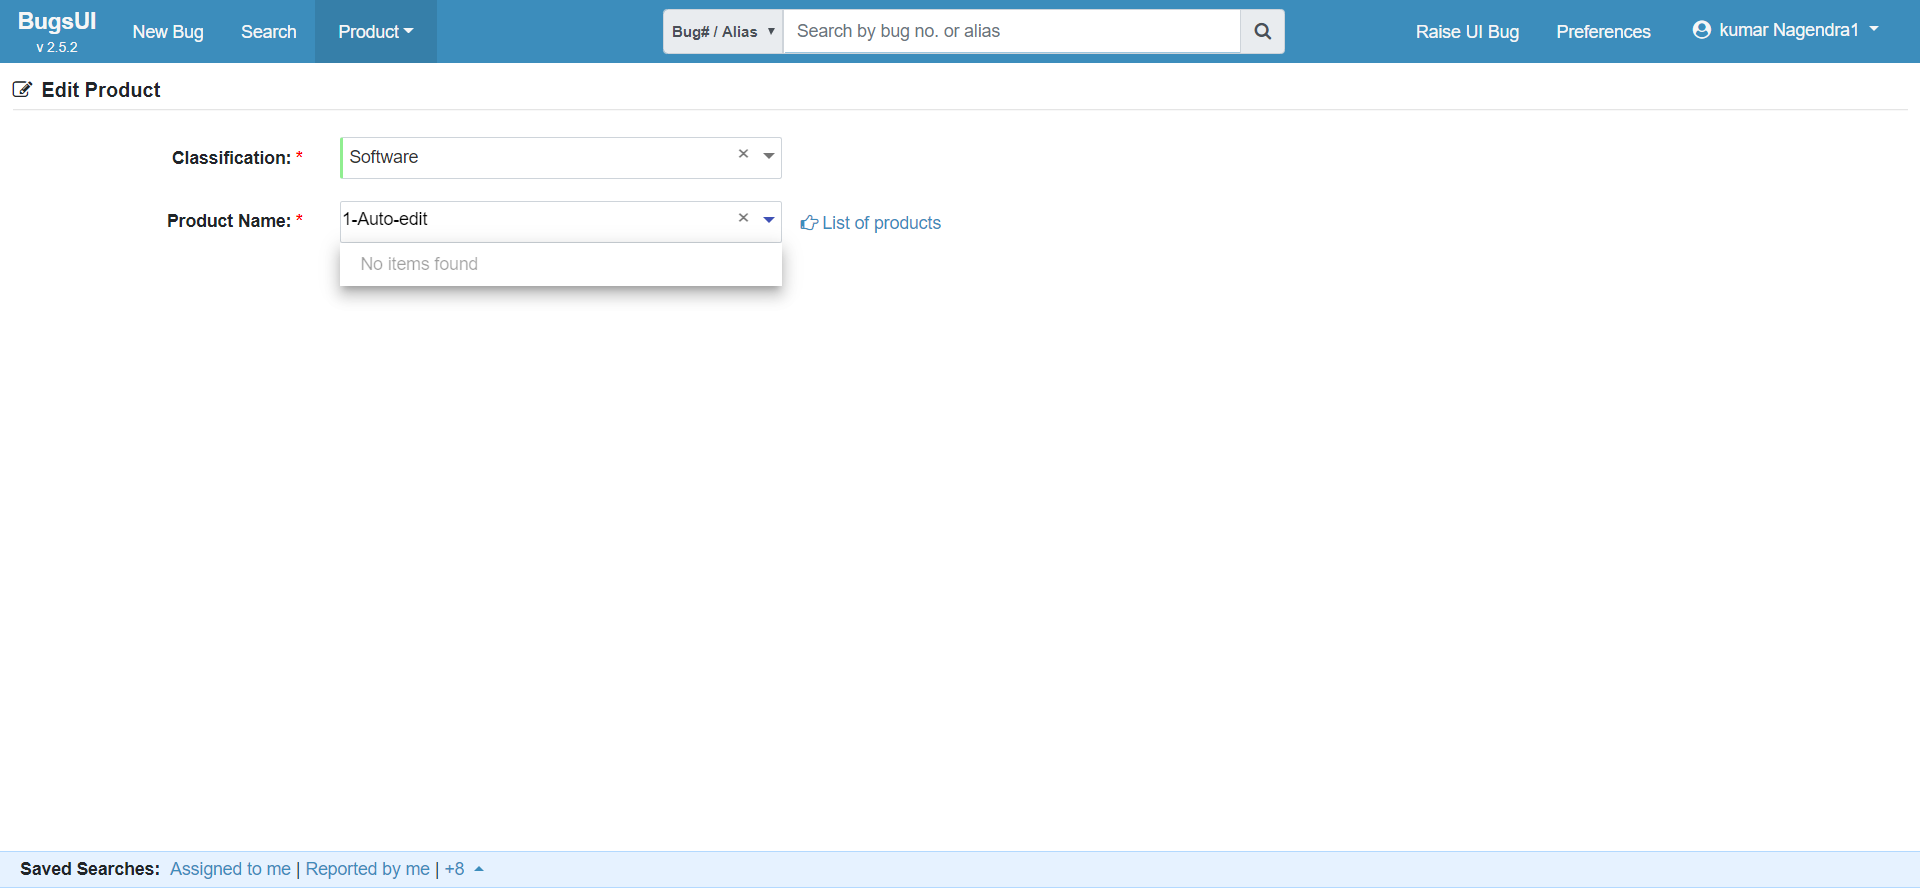 BugsUI
v 2.5.2
New Bug
Search
Product
Bug# / Alias
Search by bug no. or alias
Raise UI Bug
Preferences
kumar Nagendra1
Edit Product
Classification: *
Software
Product Name: *
1-Auto-edit
List of products
No items found
Saved Searches: Assigned to me | Reported by me | +8